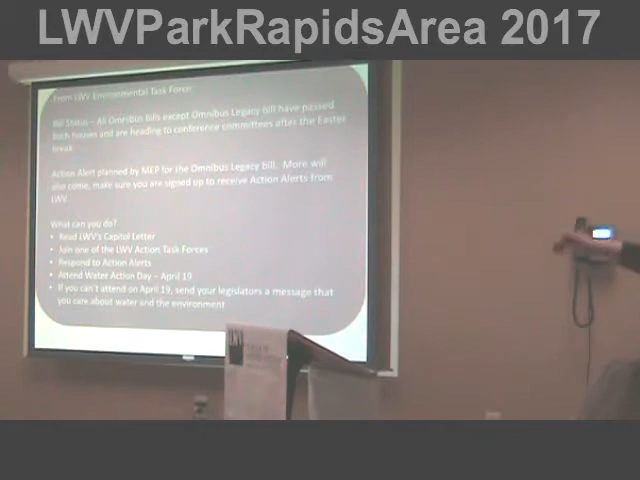 LWVParkRapidsArea 2017
From LWV Environmental Task Force:
Bill Status – All Omnibus bills except Omnibus Legacy bill have passed
both houses and are heading to conference committees after the Easter
break
Action Alert planned by MEP for the Omnibus Legacy bill. More will
also come, make sure you are signed up to receive Action Alerts from
LWV
What can you do?
• Read LWV's Capitol Letter
• Join one of the LWV Action Task Forces
• Respond to Action Alerts
• Attend Water Action Day – April 19
• If you can't attend on April 19, send your legislators a message that
you care about water and the environment
LWV